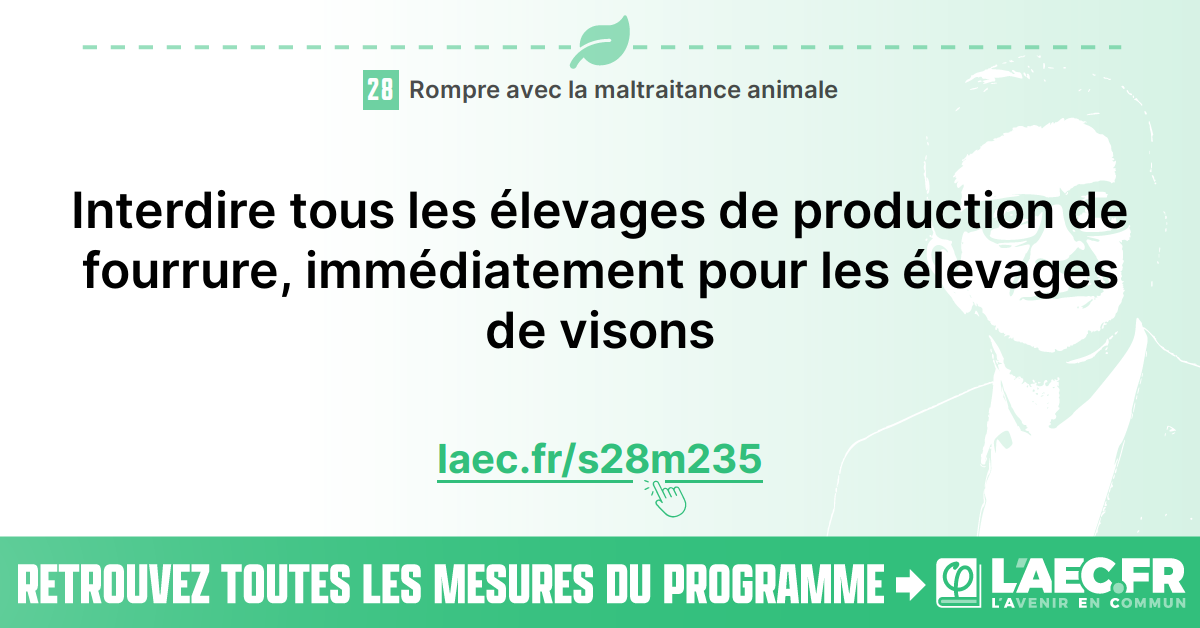 28 Rompre avec la maltraitance animale
Interdire tous les élevages de production de
fourrure, immédiatement pour les élevages
de visons
laec.fr/s28m235
RETROUVEZ TOUTES LES MESURES DU PROGRAMME
φ L'AEC.FR
L'AVENIR EN COMMUN